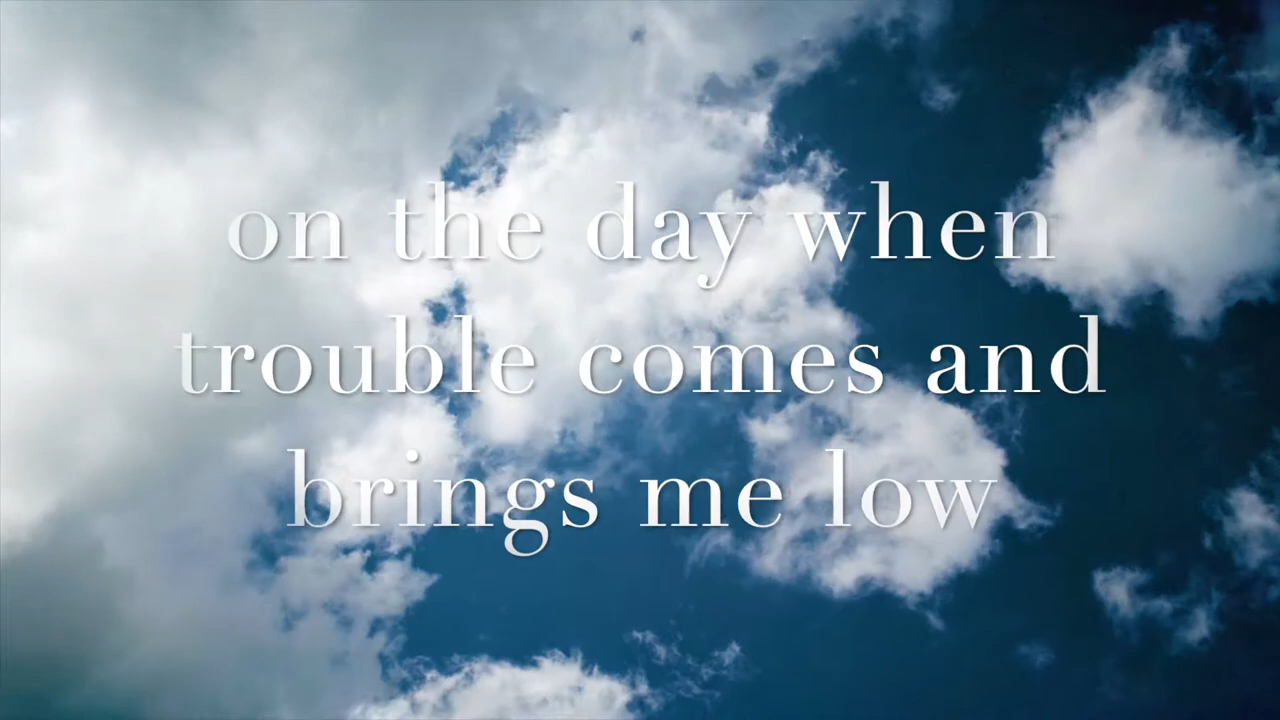 on the day when
trouble comes and
brings me low